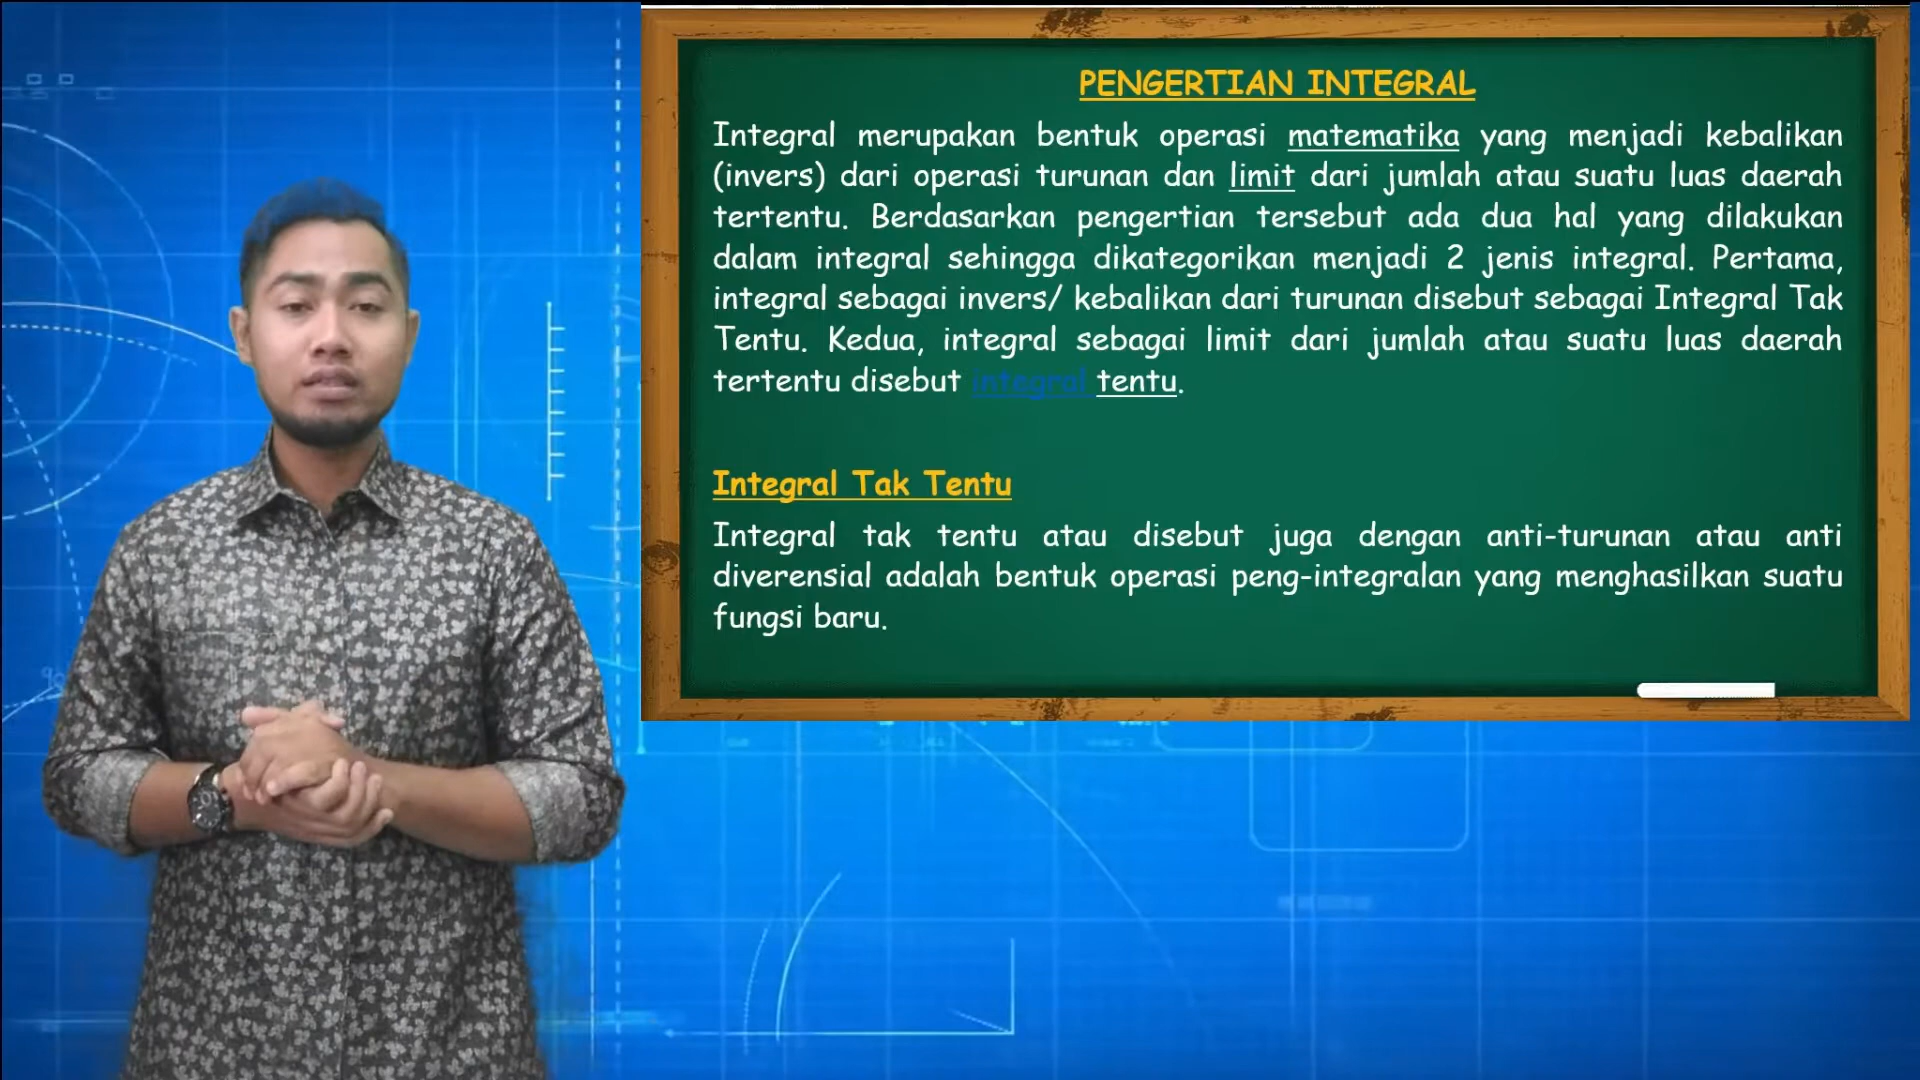 PENGERTIAN INTEGRAL
Integral merupakan bentuk operasi matematika yang menjadi kebalikan
(invers) dari operasi turunan dan limit dari jumlah atau suatu luas daerah
tertentu. Berdasarkan pengertian tersebut ada dua hal yang dilakukan
dalam integral sehingga dikategorikan menjadi 2 jenis integral. Pertama,
integral sebagai invers/ kebalikan dari turunan disebut sebagai Integral Tak
Tentu. Kedua, integral sebagai limit dari jumlah atau suatu luas daerah
tertentu disebut integral tentu.
Integral Tak Tentu
Integral tak tentu atau disebut juga dengan anti-turunan atau anti
diverensial adalah bentuk operasi peng-integralan yang menghasilkan suatu
fungsi baru.